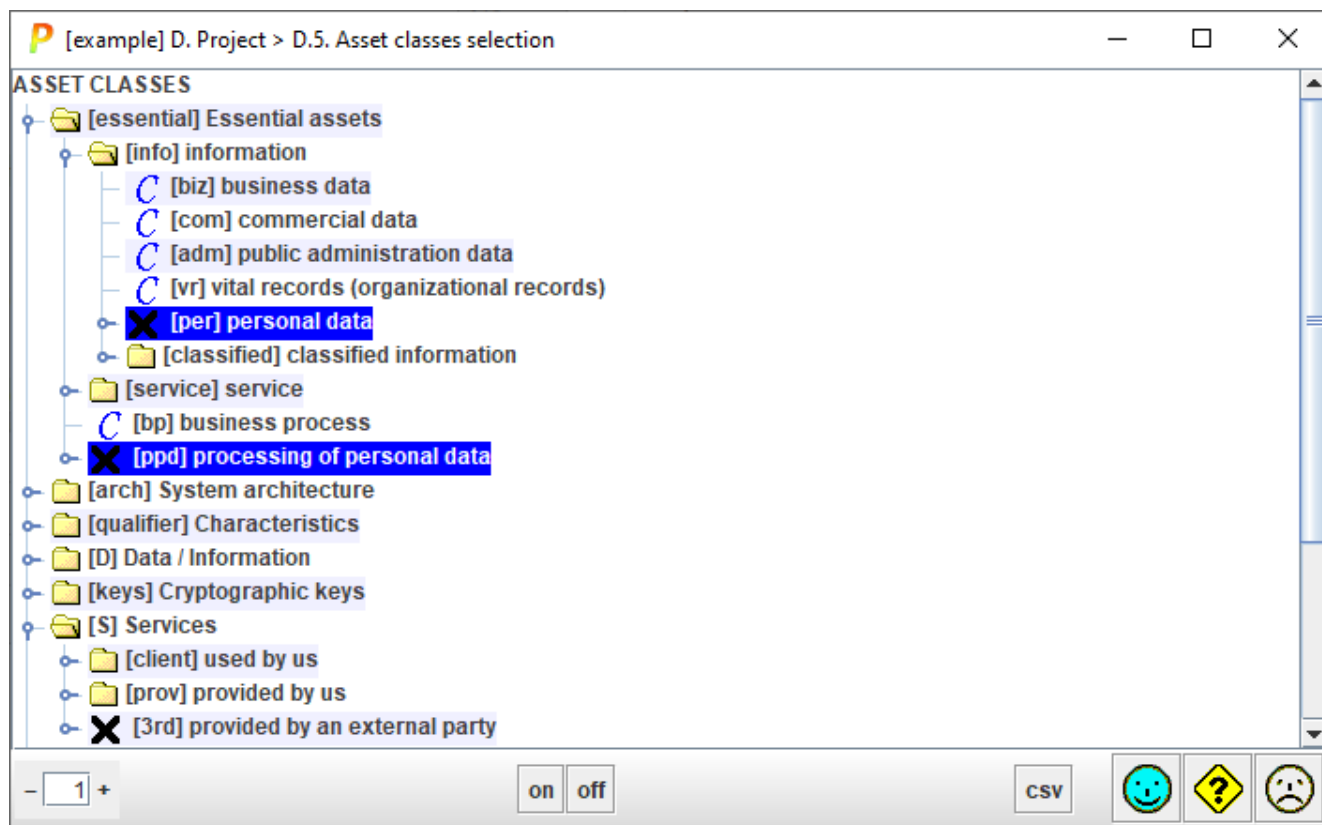 P [example] D. Project > D.5. Asset classes selection
ASSET CLASSES
[essential] Essential assets
[info] information
C [biz] business data
C [com] commercial data
C [adm] public administration data
C [vr] vital records (organizational records)
[per] personal data
[classified] classified information
[service] service
C [bp] business process
[ppd] processing of personal data
[arch] System architecture
[qualifier] Characteristics
[D] Data / Information
[keys] Cryptographic keys
[S] Services
[client] used by us
[prov] provided by us
[3rd] provided by an external party
− 1 + on off csv ?